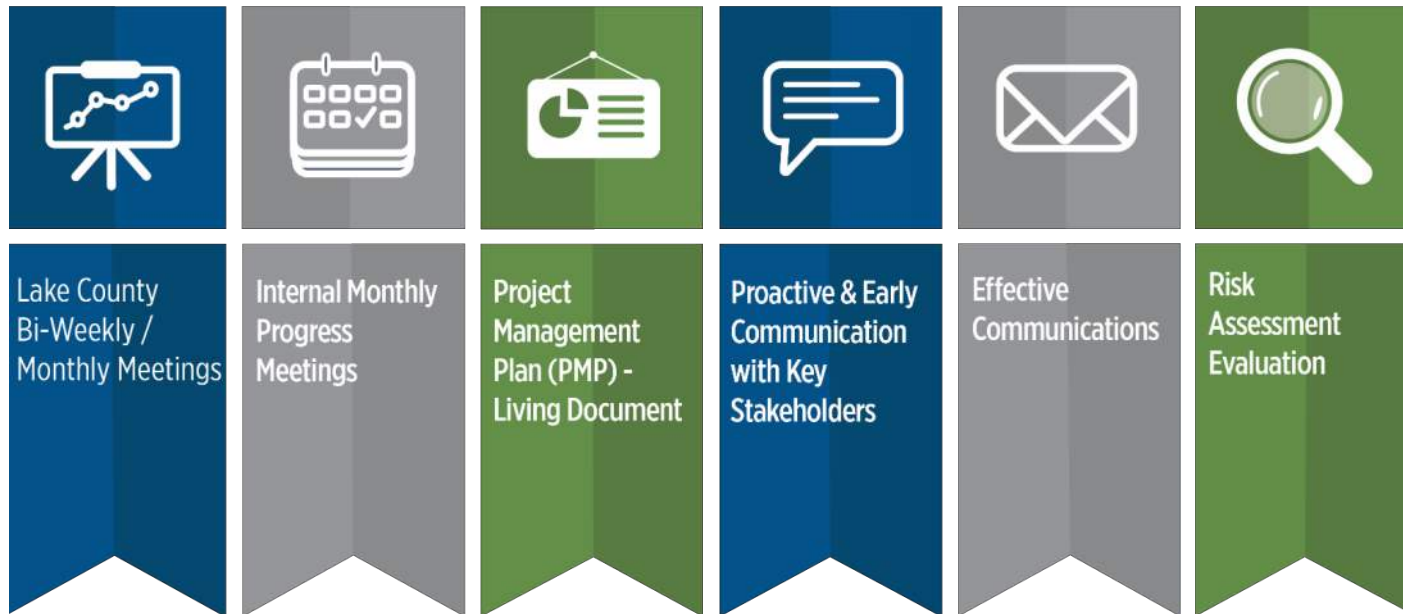 Lake County
Bi-Weekly /
Monthly Meetings
Internal Monthly
Progress
Meetings
Project
Management
Plan (PMP) -
Living Document
Proactive & Early
Communication
with Key
Stakeholders
Effective
Communications
Risk
Assessment
Evaluation